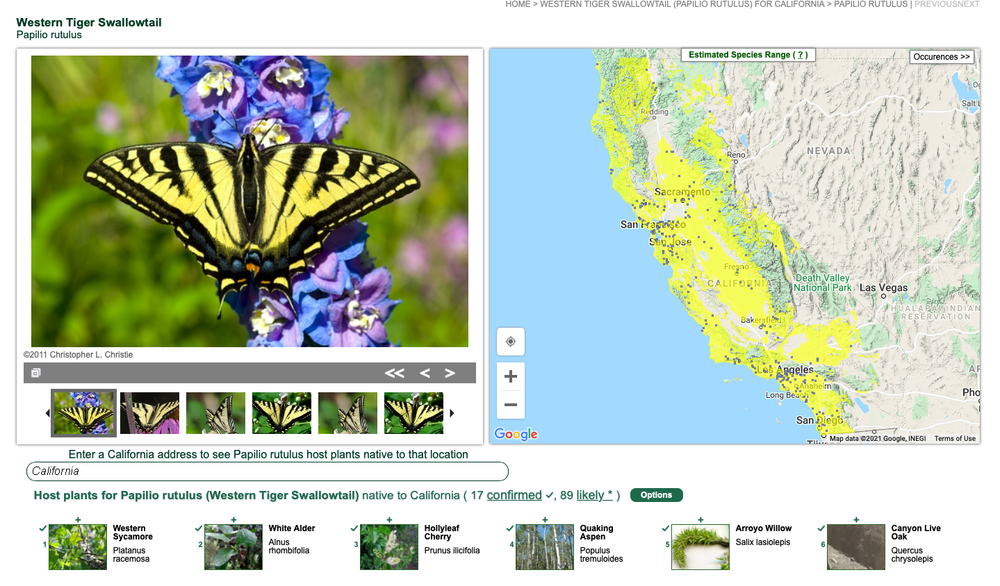 HOME > WESTERN TIGER SWALLOWTAIL (PAPILIO RUTULUS) FOR CALIFORNIA > PAPILIO RUTULUS | PREVIOUSNEXT
Western Tiger Swallowtail
Papilio rutulus
Estimated Species Range ( ? )
Occurences >>
Redding
Salt L
Reno
NEVADA
Sacramento
San Francisco
San Jose
Fresno
CALIFORNIA
Death Valley
National Park
Las Vegas
HUALAPAI INDIAN
RESERVATION
Bakersfield
Los Angeles
Anaheim
Long Beach
Pho
San Diego
Google
Map data ©2021 Google, INEGI Terms of Use
©2011 Christopher L. Christie
<< < >
Enter a California address to see Papilio rutulus host plants native to that location
California
Host plants for Papilio rutulus (Western Tiger Swallowtail) native to California ( 17 confirmed ✓, 89 likely * ) Options
1 Western Sycamore
Platanus racemosa
2 White Alder
Alnus rhombifolia
3 Hollyleaf Cherry
Prunus ilicifolia
4 Quaking Aspen
Populus tremuloides
5 Arroyo Willow
Salix lasiolepis
6 Canyon Live Oak
Quercus chrysolepis